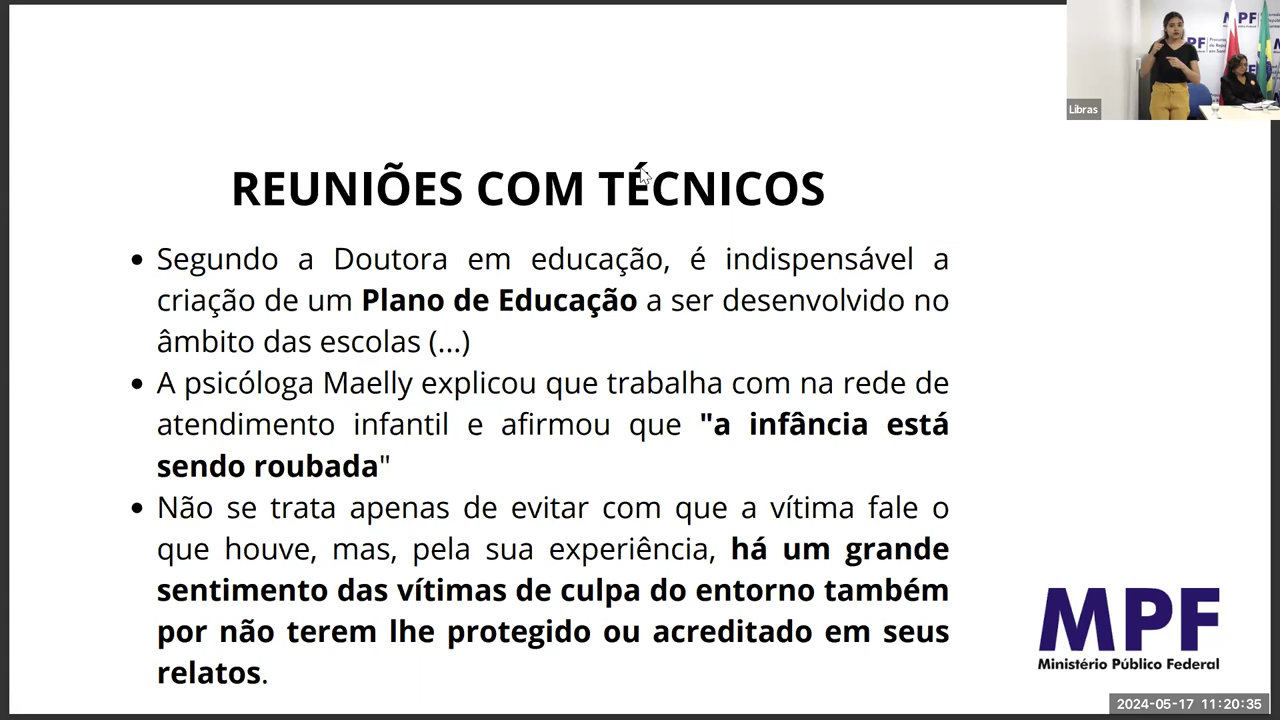 REUNIÕES COM TÉCNICOS
Segundo a Doutora em educação, é indispensável a
criação de um Plano de Educação a ser desenvolvido no
âmbito das escolas (...)
A psicóloga Maelly explicou que trabalha com na rede de
atendimento infantil e afirmou que "a infância está
sendo roubada"
Não se trata apenas de evitar com que a vítima fale o
que houve, mas, pela sua experiência, há um grande
sentimento das vítimas de culpa do entorno também
por não terem lhe protegido ou acreditado em seus
relatos.
Libras
MPF
Ministério Público Federal
2024-05-17 11:20:35